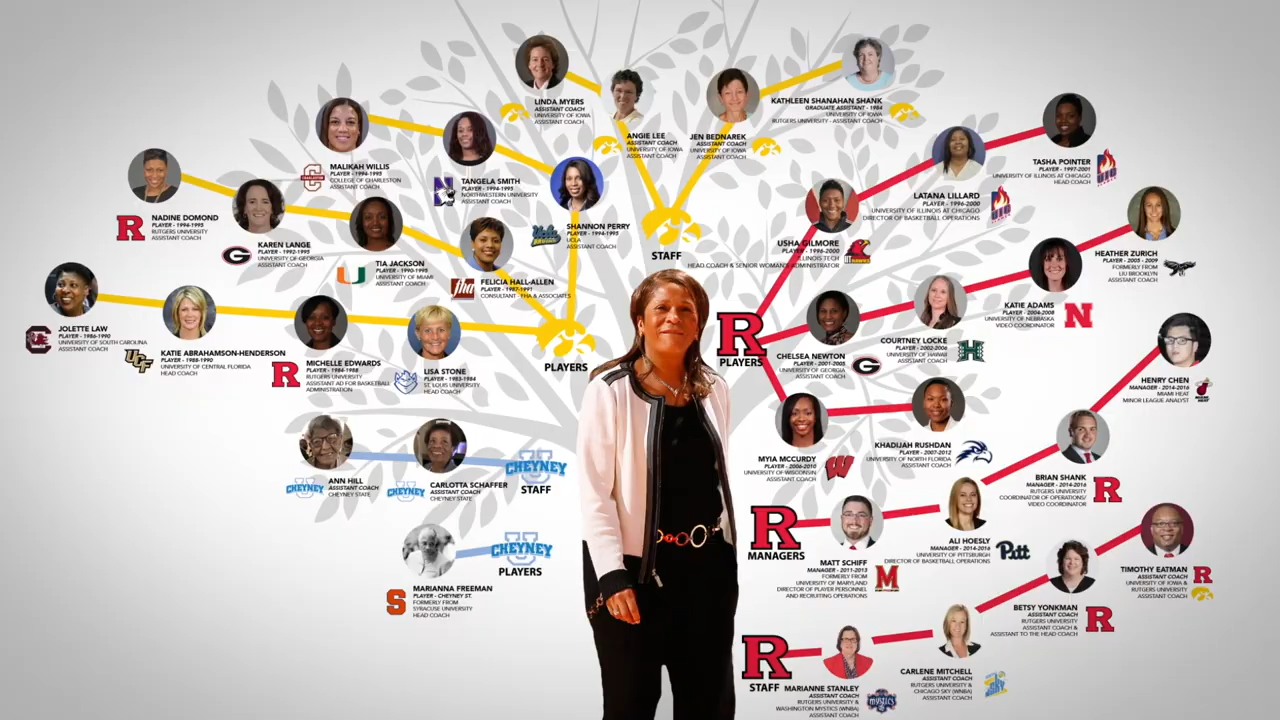 LINDA MYERS
ASSISTANT COACH
UNIVERSITY OF IOWA
ASSISTANT COACH
ANGIE LEE
ASSISTANT COACH
UNIVERSITY OF IOWA
ASSISTANT COACH
JEN BEDNAREK
ASSISTANT COACH
UNIVERSITY OF IOWA
ASSISTANT COACH
KATHLEEN SHANAHAN SHANK
GRADUATE ASSISTANT - 1984
UNIVERSITY OF IOWA
RUTGERS UNIVERSITY - ASSISTANT COACH
STAFF
MALIKAH WILLIS
PLAYER - 1994-1995
COLLEGE OF CHARLESTON
ASSISTANT COACH
TANGELA SMITH
PLAYER - 1994-1995
NORTHWESTERN UNIVERSITY
ASSISTANT COACH
SHANNON PERRY
PLAYER - 1994-1995
UCLA
ASSISTANT COACH
NADINE DOMOND
PLAYER - 1994-1995
RUTGERS UNIVERSITY
ASSISTANT COACH
R
KAREN LANGE
PLAYER - 1992-1995
UNIVERSITY OF GEORGIA
ASSISTANT COACH
G
TIA JACKSON
PLAYER - 1990-1995
UNIVERSITY OF MIAMI
ASSISTANT COACH
FELICIA HALL-ALLEN
PLAYER - 1987-1991
CONSULTANT - FHA & ASSOCIATES
fha
JOLETTE LAW
PLAYER - 1986-1990
UNIVERSITY OF SOUTH CAROLINA
ASSISTANT COACH
KATIE ABRAHAMSON-HENDERSON
PLAYER - 1988-1990
UNIVERSITY OF CENTRAL FLORIDA
HEAD COACH
UCF
MICHELLE EDWARDS
PLAYER - 1984-1988
RUTGERS UNIVERSITY
ASSISTANT AD FOR BASKETBALL
ADMINISTRATION
R
LISA STONE
PLAYER - 1983-1984
ST. LOUIS UNIVERSITY
HEAD COACH
PLAYERS
ANN HILL
ASSISTANT COACH
CHEYNEY STATE
CHEYNEY
CARLOTTA SCHAFFER
ASSISTANT COACH
CHEYNEY STATE
CHEYNEY
CHEYNEY
STAFF
MARIANNA FREEMAN
PLAYER - CHEYNEY ST.
FORMERLY FROM
SYRACUSE UNIVERSITY
HEAD COACH
S
CHEYNEY
PLAYERS
TASHA POINTER
PLAYER - 1997-2001
UNIVERSITY OF ILLINOIS AT CHICAGO
HEAD COACH
LATANA LILLARD
PLAYER - 1996-2000
UNIVERSITY OF ILLINOIS AT CHICAGO
DIRECTOR OF BASKETBALL OPERATIONS
USHA GILMORE
PLAYER - 1996-2000
ILLINOIS TECH
HEAD COACH & SENIOR WOMAN'S ADMINISTRATOR
HEATHER ZURICH
PLAYER - 2005 - 2009
FORMERLY FROM
LIU BROOKLYN
ASSISTANT COACH
KATIE ADAMS
PLAYER - 2004-2008
UNIVERSITY OF NEBRASKA
VIDEO COORDINATOR
N
COURTNEY LOCKE
PLAYER - 2002-2006
UNIVERSITY OF HAWAII
ASSISTANT COACH
H
CHELSEA NEWTON
PLAYER - 2001-2005
UNIVERSITY OF GEORGIA
ASSISTANT COACH
G
R
PLAYERS
MYIA MCCURDY
PLAYER - 2006-2010
UNIVERSITY OF WISCONSIN
ASSISTANT COACH
W
KHADIJAH RUSHDAN
PLAYER - 2007-2012
UNIVERSITY OF NORTH FLORIDA
ASSISTANT COACH
HENRY CHEN
MANAGER - 2014-2016
MIAMI HEAT
MINOR LEAGUE ANALYST
BRIAN SHANK
MANAGER - 2014-2016
RUTGERS UNIVERSITY
COORDINATOR OF OPERATIONS/
VIDEO COORDINATOR
R
ALI HOESLY
MANAGER - 2014-2016
UNIVERSITY OF PITTSBURGH
DIRECTOR OF BASKETBALL OPERATIONS
Pitt
MATT SCHIFF
MANAGER - 2011-2013
FORMERLY FROM
UNIVERSITY OF MARYLAND
DIRECTOR OF PLAYER PERSONNEL
AND RECRUITING OPERATIONS
M
R
MANAGERS
TIMOTHY EATMAN
ASSISTANT COACH
UNIVERSITY OF IOWA &
RUTGERS UNIVERSITY
ASSISTANT COACH
R
BETSY YONKMAN
ASSISTANT COACH
RUTGERS UNIVERSITY
ASSISTANT COACH &
ASSISTANT TO THE HEAD COACH
R
CARLENE MITCHELL
ASSISTANT COACH
RUTGERS UNIVERSITY &
CHICAGO SKY (WNBA)
ASSISTANT COACH
MARIANNE STANLEY
ASSISTANT COACH
RUTGERS UNIVERSITY &
WASHINGTON MYSTICS (WNBA)
ASSISTANT COACH
MYSTICS
R
STAFF